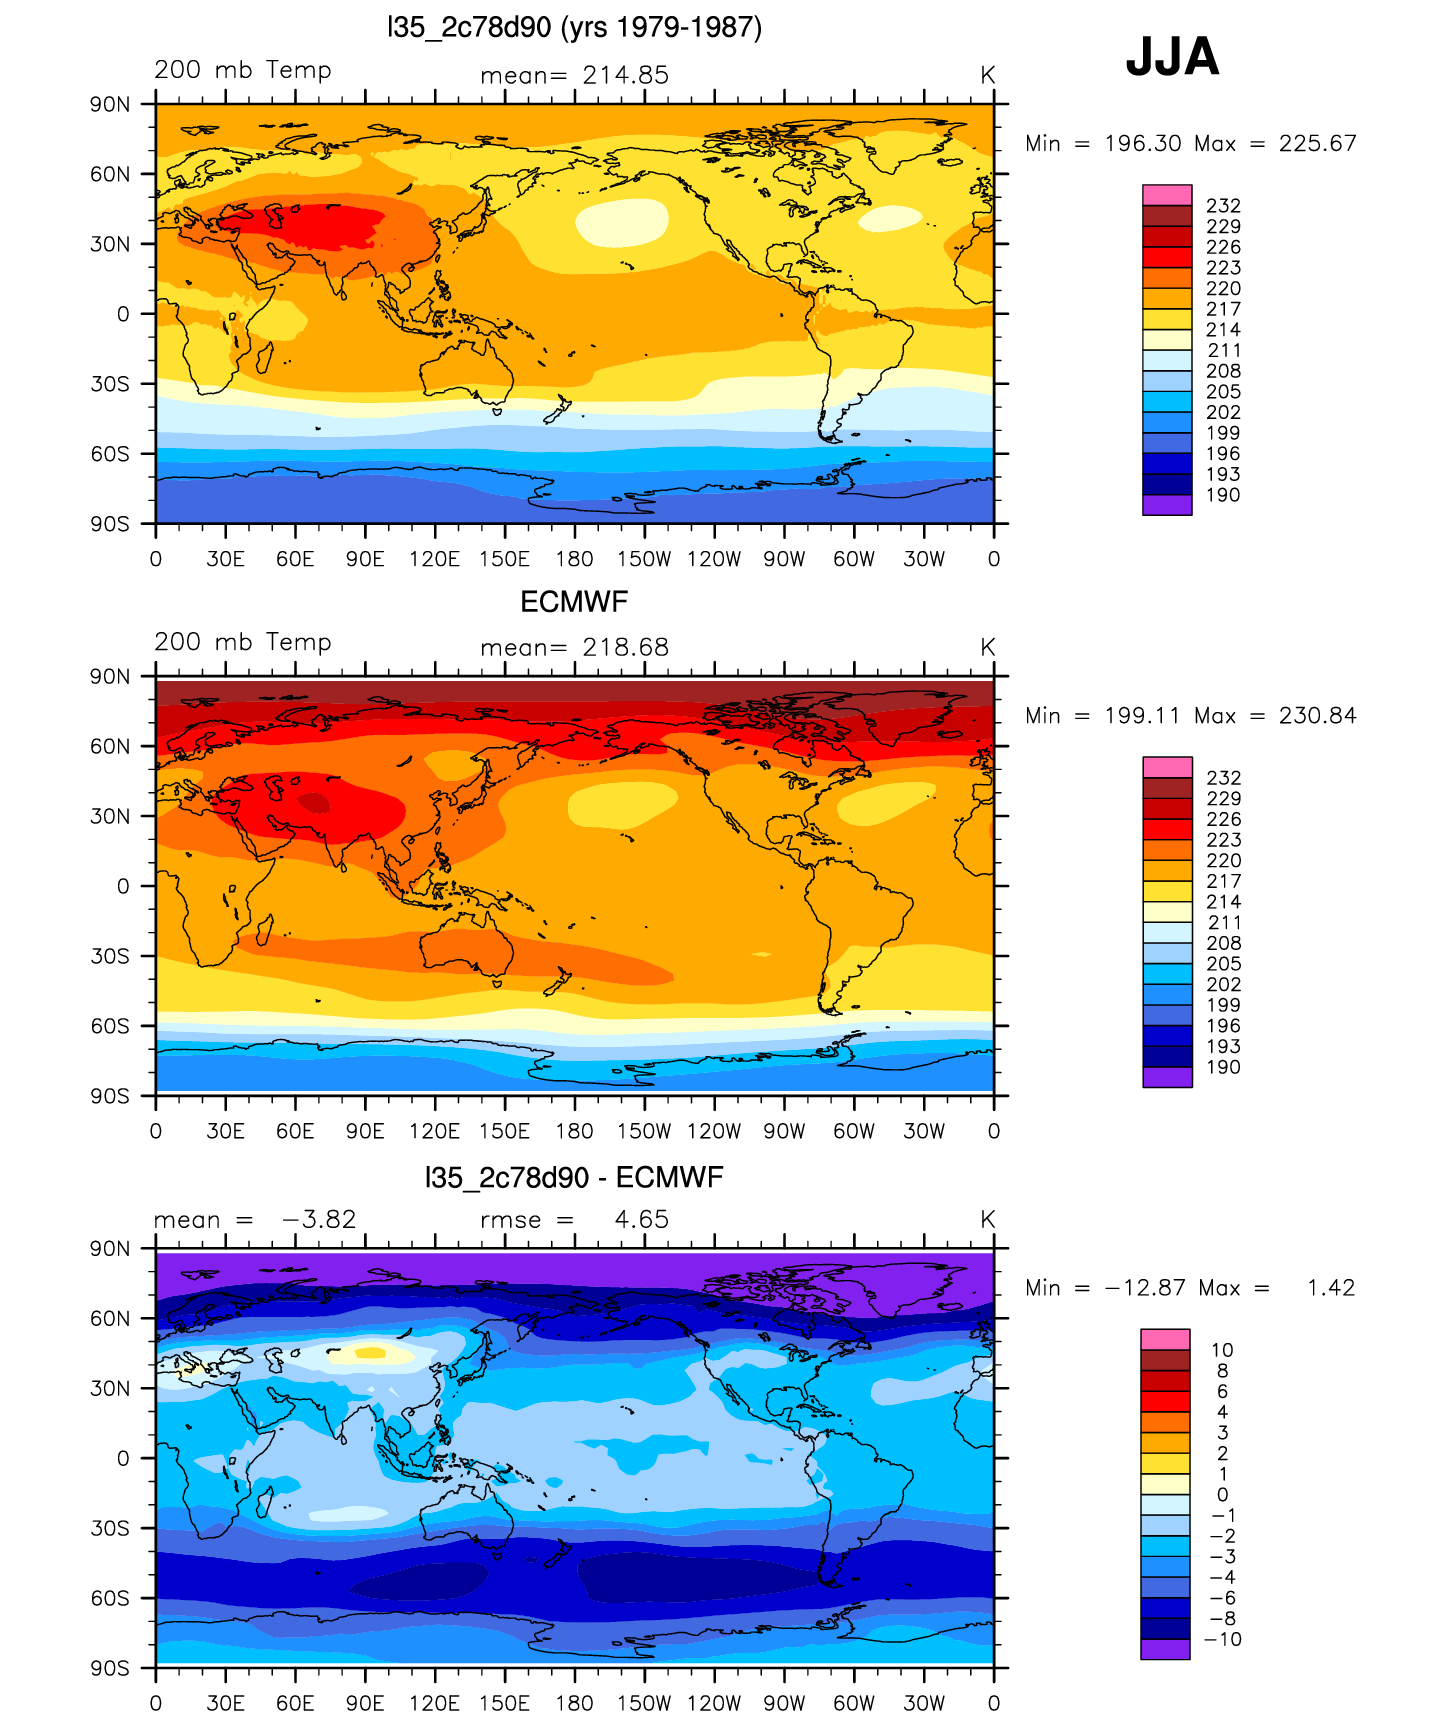 l35_2c78d90 (yrs 1979-1987)
JJA
200 mb Temp mean= 214.85 K
Min = 196.30 Max = 225.67
90N
60N
30N
0
30S
60S
90S
0 30E 60E 90E 120E 150E 180 150W 120W 90W 60W 30W 0
232
229
226
223
220
217
214
211
208
205
202
199
196
193
190
ECMWF
200 mb Temp mean= 218.68 K
Min = 199.11 Max = 230.84
90N
60N
30N
0
30S
60S
90S
0 30E 60E 90E 120E 150E 180 150W 120W 90W 60W 30W 0
232
229
226
223
220
217
214
211
208
205
202
199
196
193
190
l35_2c78d90 - ECMWF
mean = −3.82 rmse = 4.65 K
Min = −12.87 Max = 1.42
90N
60N
30N
0
30S
60S
90S
0 30E 60E 90E 120E 150E 180 150W 120W 90W 60W 30W 0
10
8
6
4
3
2
1
0
−1
−2
−3
−4
−6
−8
−10